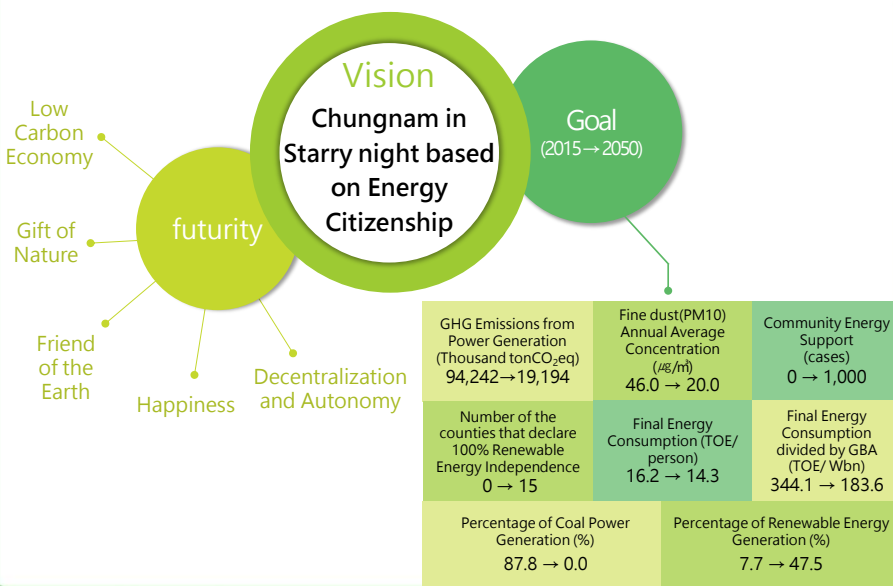 Vision
Chungnam in
Starry night based
on Energy
Citizenship
Goal
(2015→2050)
futurity
Low
Carbon
Economy
Gift of
Nature
Friend
of the
Earth
Happiness
Decentralization
and Autonomy
GHG Emissions from
Power Generation
(Thousand tonCO₂eq)
94,242→19,194
Fine dust(PM10)
Annual Average
Concentration
(㎍/㎥)
46.0 → 20.0
Community Energy
Support
(cases)
0 → 1,000
Number of the
counties that declare
100% Renewable
Energy Independence
0 → 15
Final Energy
Consumption (TOE/
person)
16.2 → 14.3
Final Energy
Consumption
divided by GBA
(TOE/ Wbn)
344.1 → 183.6
Percentage of Coal Power
Generation (%)
87.8 → 0.0
Percentage of Renewable Energy
Generation (%)
7.7 → 47.5